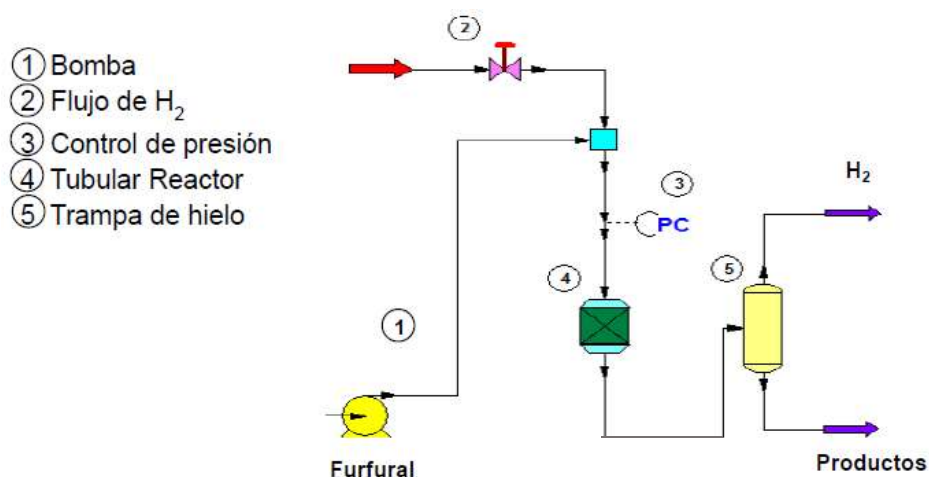 ① Bomba
② Flujo de H₂
③ Control de presión
④ Tubular Reactor
⑤ Trampa de hielo
2
3
PC
H₂
4
5
1
Furfural
Productos